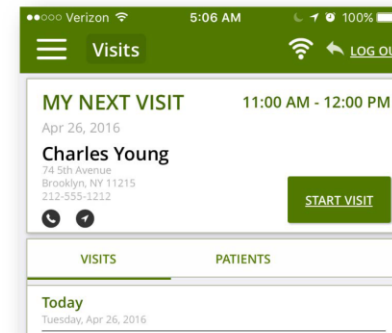 Verizon 5:06 AM 100%
Visits LOG OU
MY NEXT VISIT 11:00 AM - 12:00 PM
Apr 26, 2016
Charles Young
74 5th Avenue
Brooklyn, NY 11215
212-555-1212
START VISIT
VISITS PATIENTS
Today
Tuesday, Apr 26, 2016